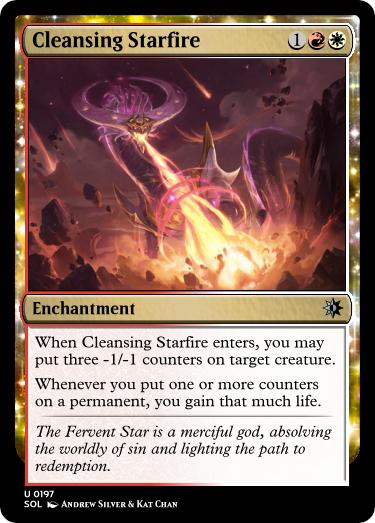 Cleansing Starfire 1
Enchantment
When Cleansing Starfire enters, you may
put three -1/-1 counters on target creature.
Whenever you put one or more counters
on a permanent, you gain that much life.
The Fervent Star is a merciful god, absolving
the worldly of sin and lighting the path to
redemption.
U 0197
SOL Andrew Silver & Kat Chan